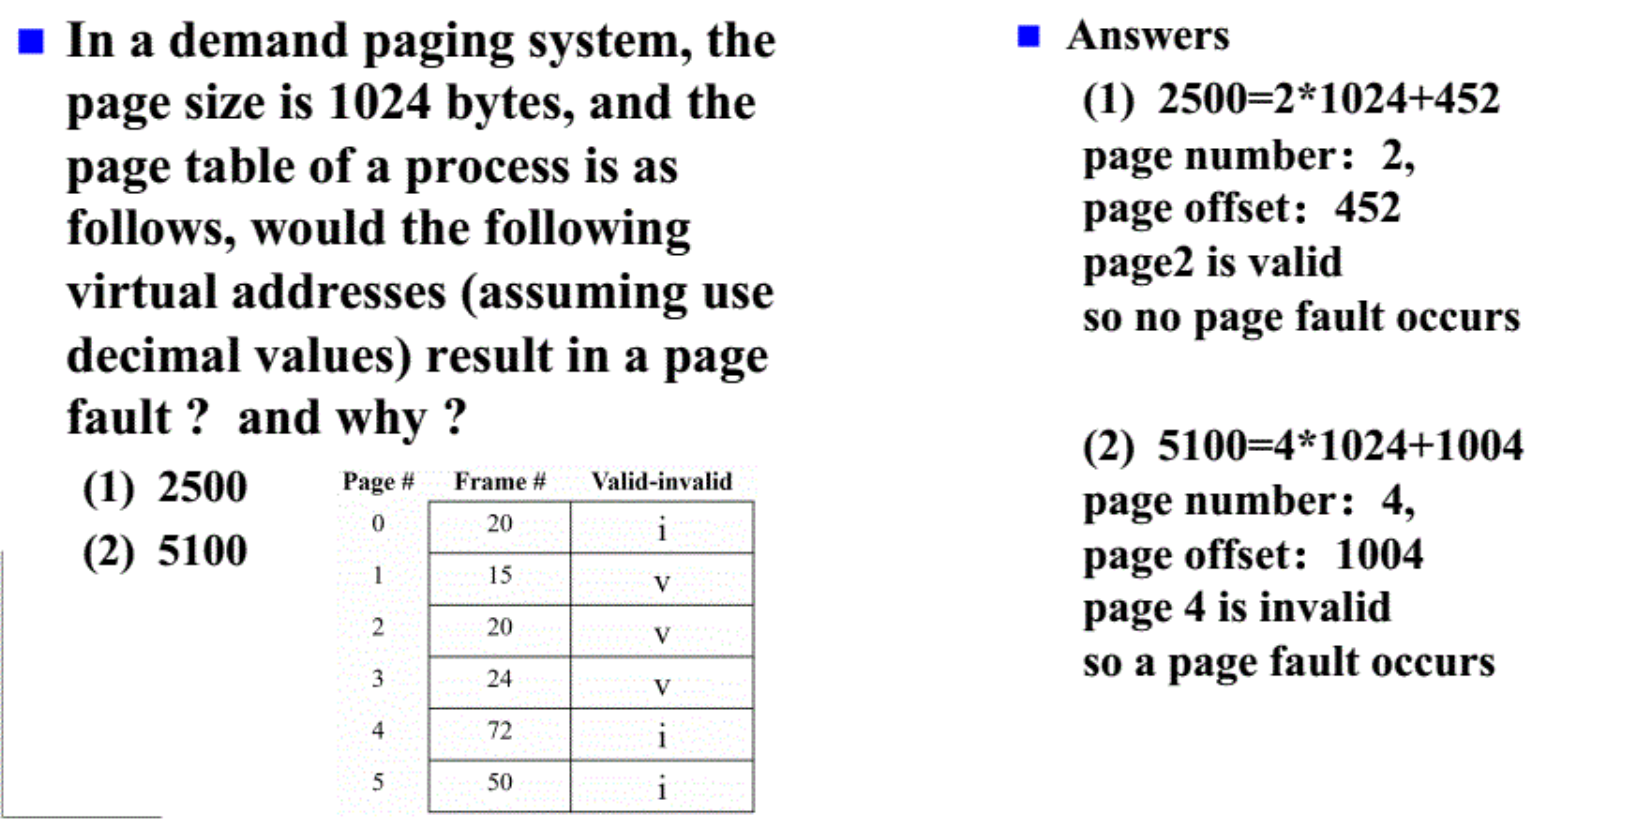 In a demand paging system, the
page size is 1024 bytes, and the
page table of a process is as
follows, would the following
virtual addresses (assuming use
decimal values) result in a page
fault ?  and why ?
(1)  2500
(2)  5100
Page #  Frame #  Valid-invalid
0  20  i
1  15  v
2  20  v
3  24  v
4  72  i
5  50  i
Answers
(1)  2500=2*1024+452
page number:  2,
page offset:  452
page2 is valid
so no page fault occurs
(2)  5100=4*1024+1004
page number:  4,
page offset:  1004
page 4 is invalid
so a page fault occurs